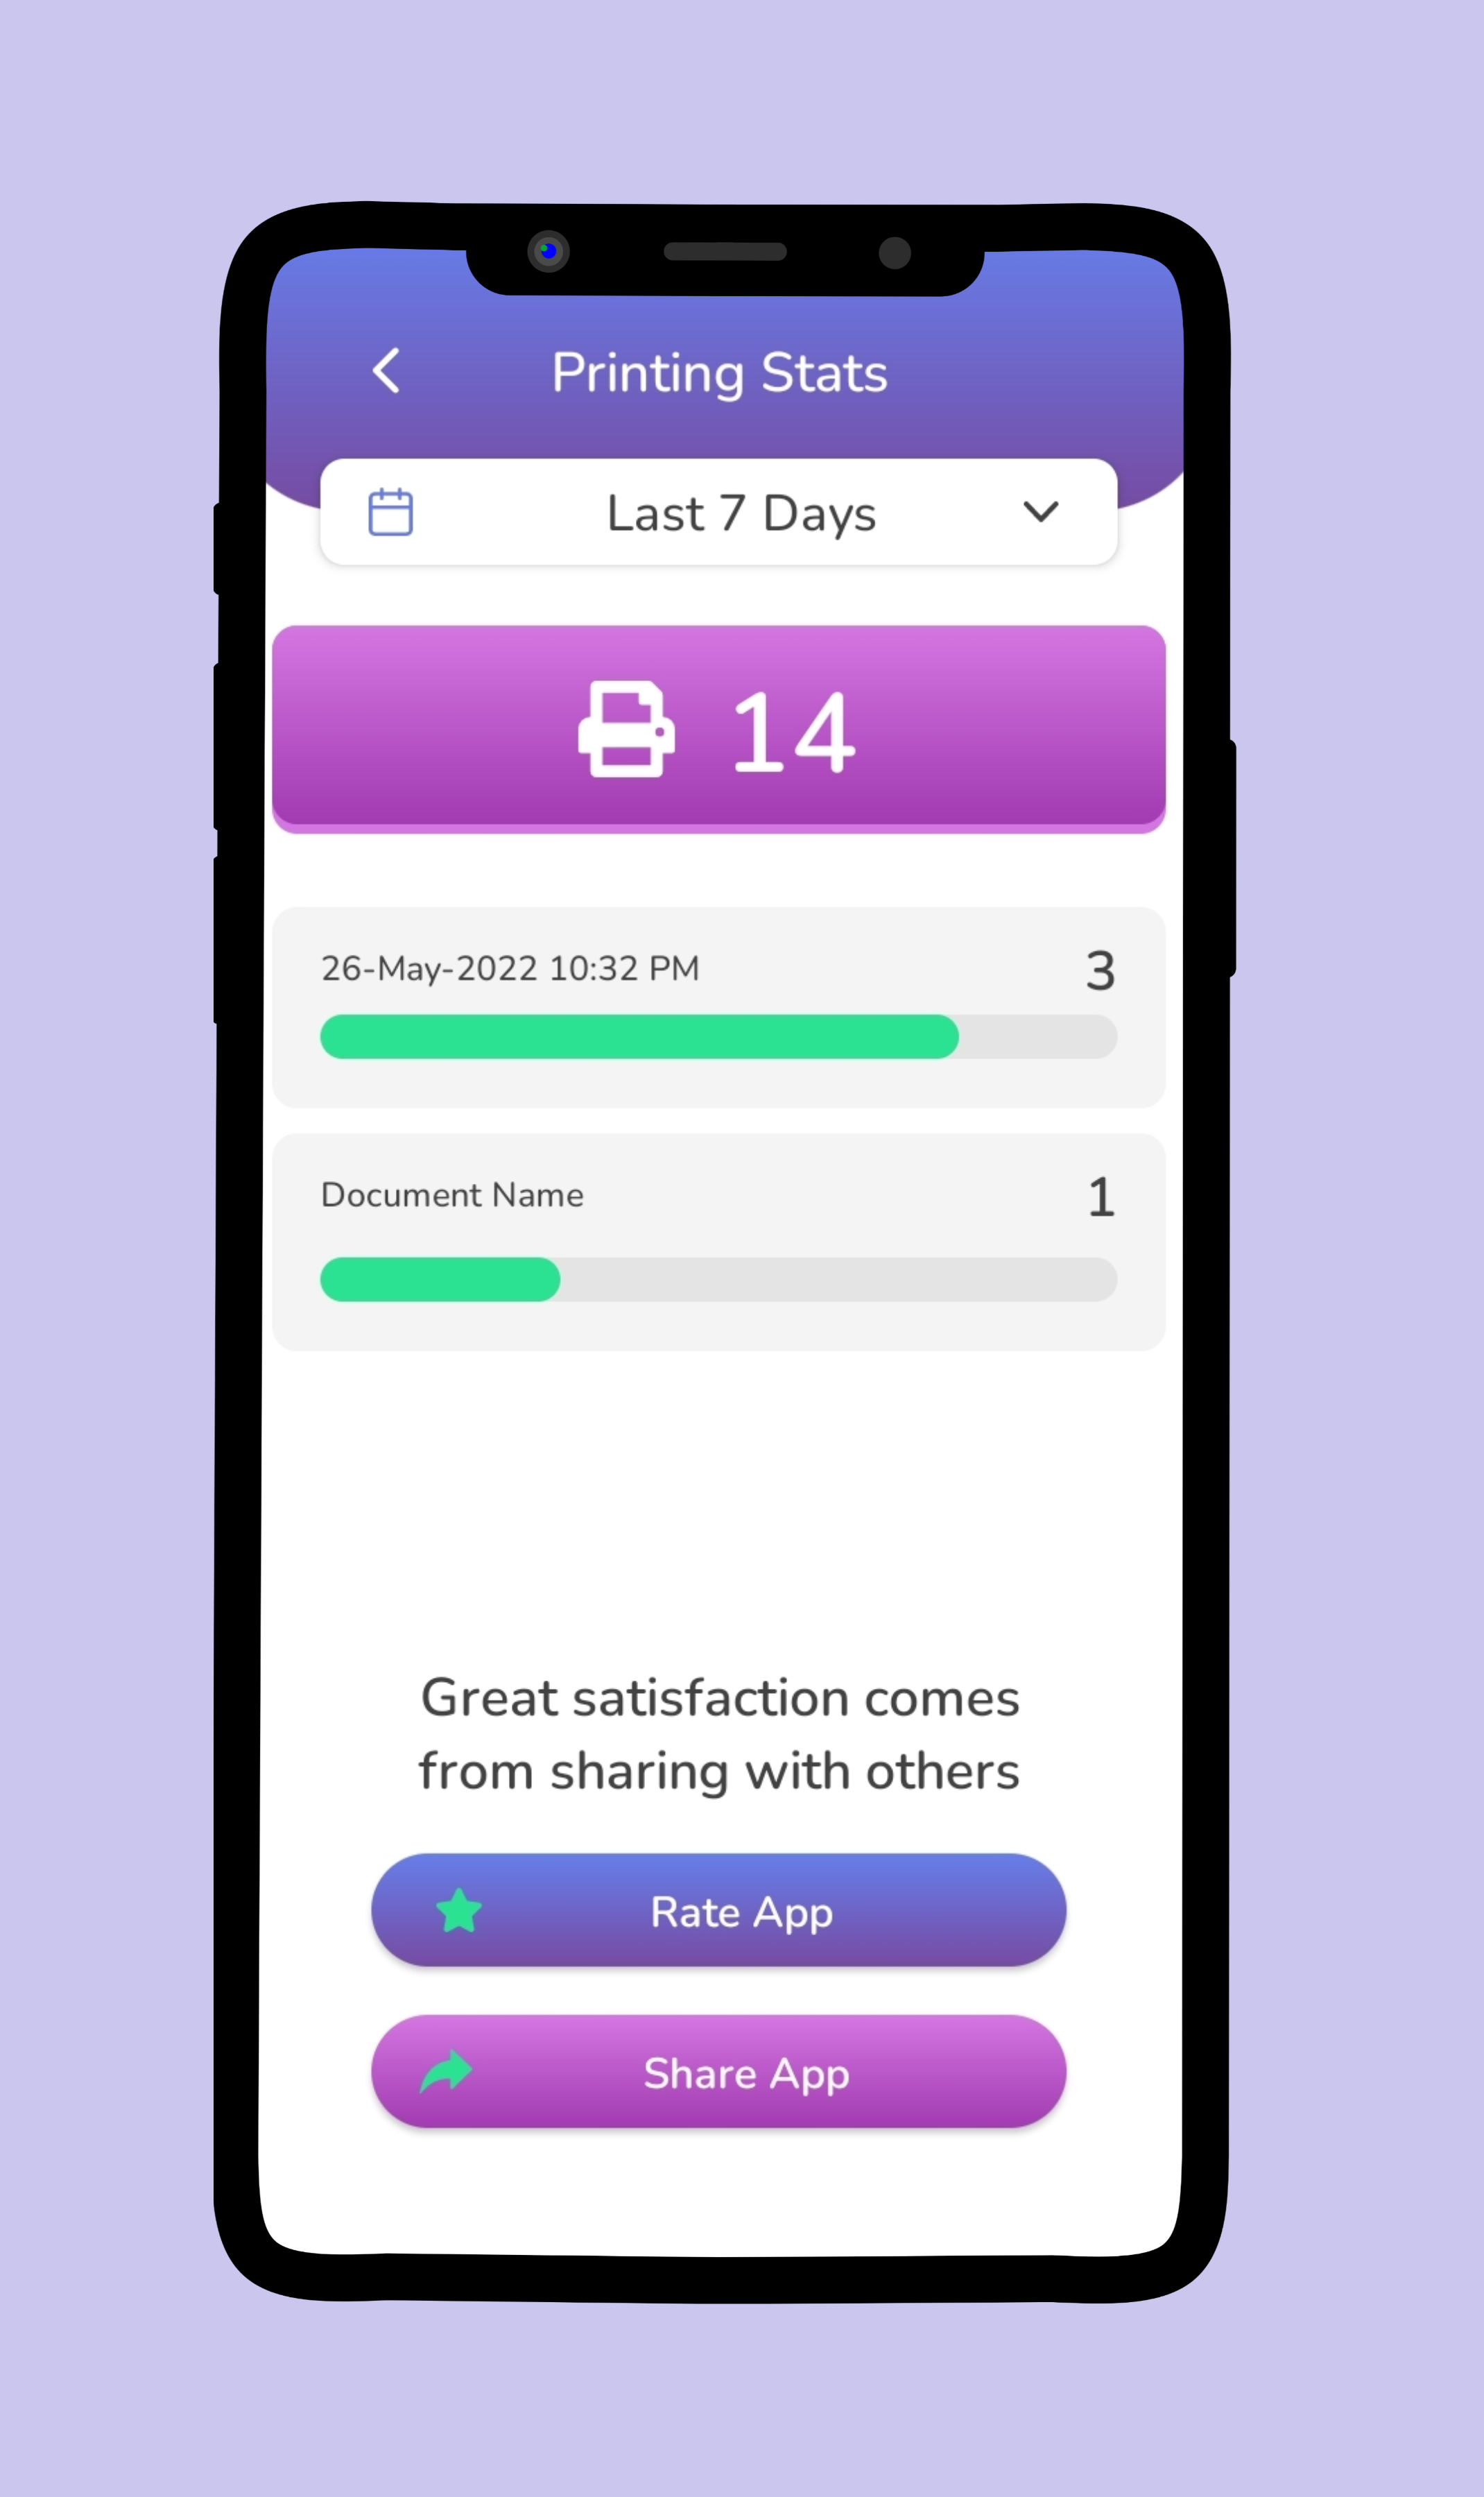 Printing Stats
Last 7 Days
14
26-May-2022 10:32 PM
3
Document Name
1
Great satisfaction comes
from sharing with others
Rate App
Share App